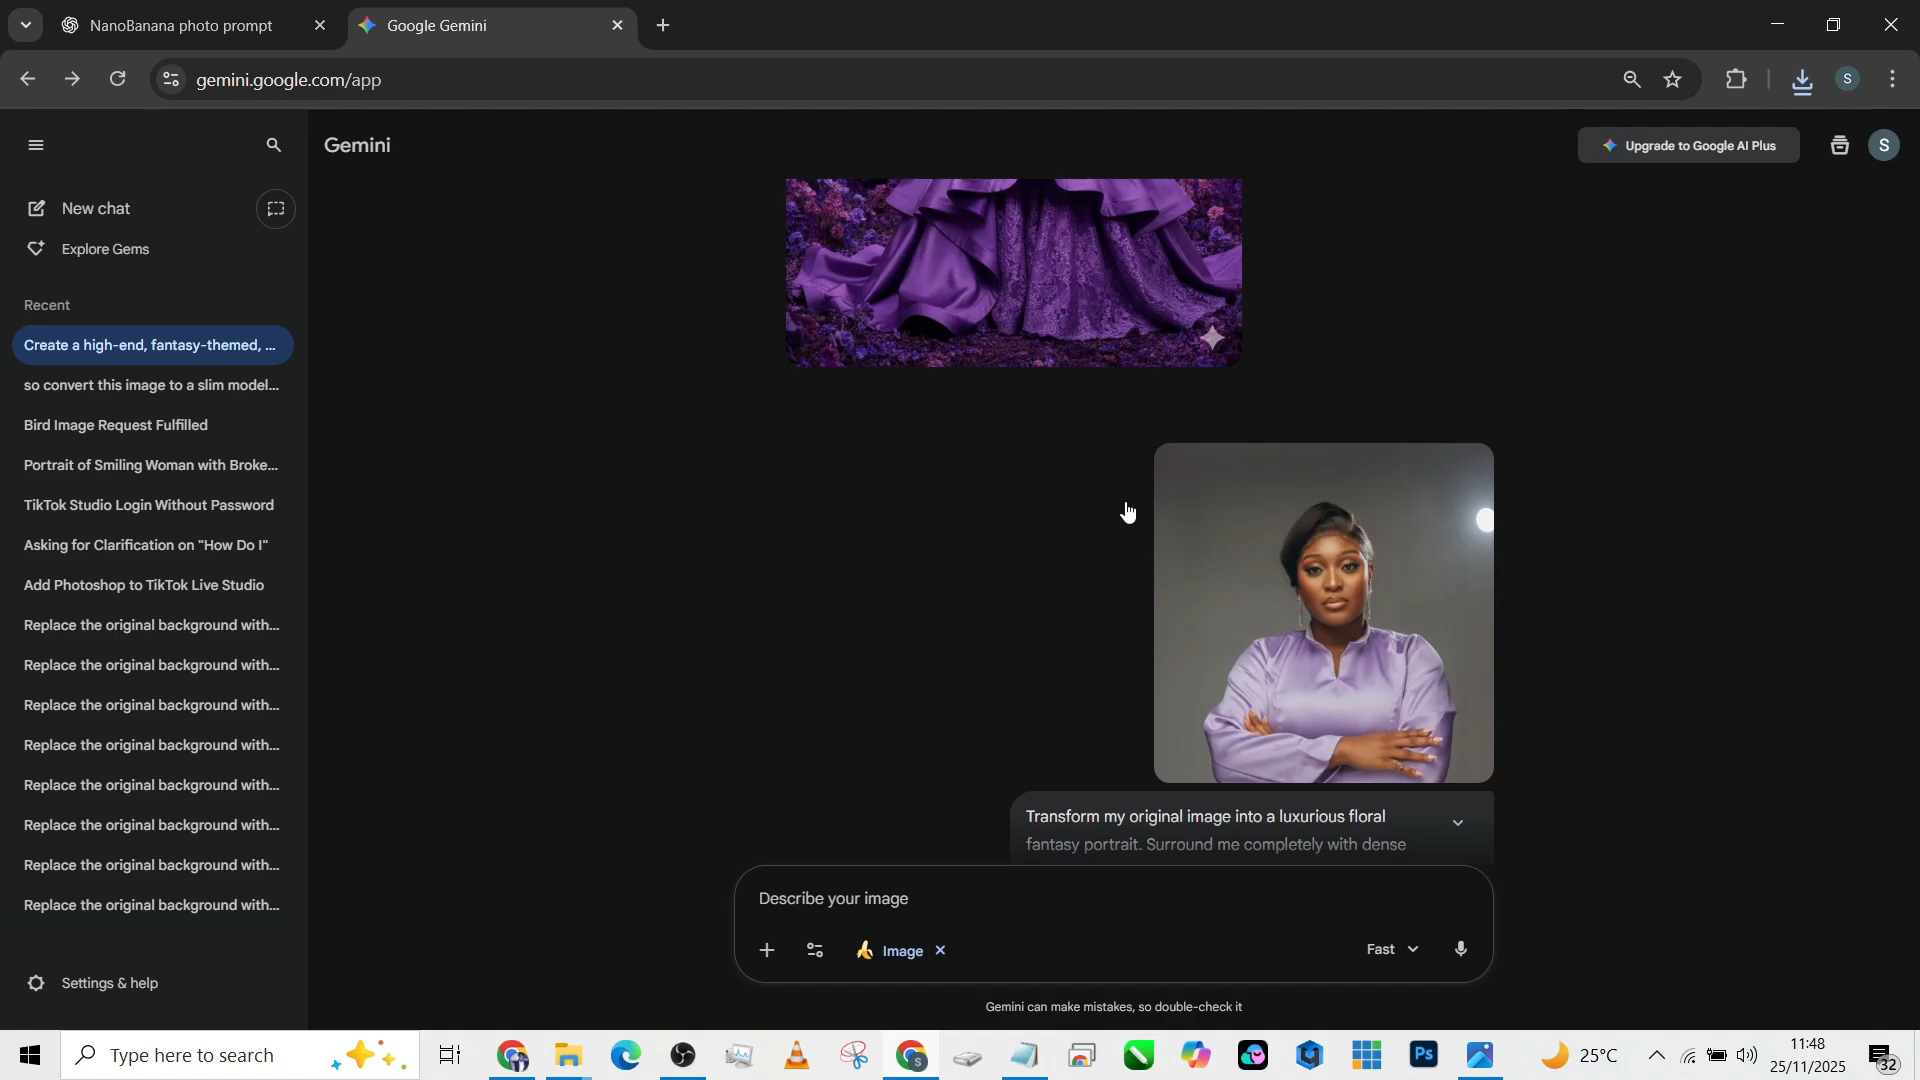 NanoBanana photo prompt
Google Gemini
gemini.google.com/app
S
Gemini
Upgrade to Google AI Plus
S
New chat
Explore Gems
Recent
Create a high-end, fantasy-themed, ...
so convert this image to a slim model...
Bird Image Request Fulfilled
Portrait of Smiling Woman with Broke...
TikTok Studio Login Without Password
Asking for Clarification on "How Do I"
Add Photoshop to TikTok Live Studio
Replace the original background with...
Replace the original background with...
Replace the original background with...
Replace the original background with...
Replace the original background with...
Replace the original background with...
Replace the original background with...
Replace the original background with...
Settings & help
Transform my original image into a luxurious floral
fantasy portrait. Surround me completely with dense
Describe your image
Image
Fast
Gemini can make mistakes, so double-check it
Type here to search
S
Ps
25°C
11:48
25/11/2025
32